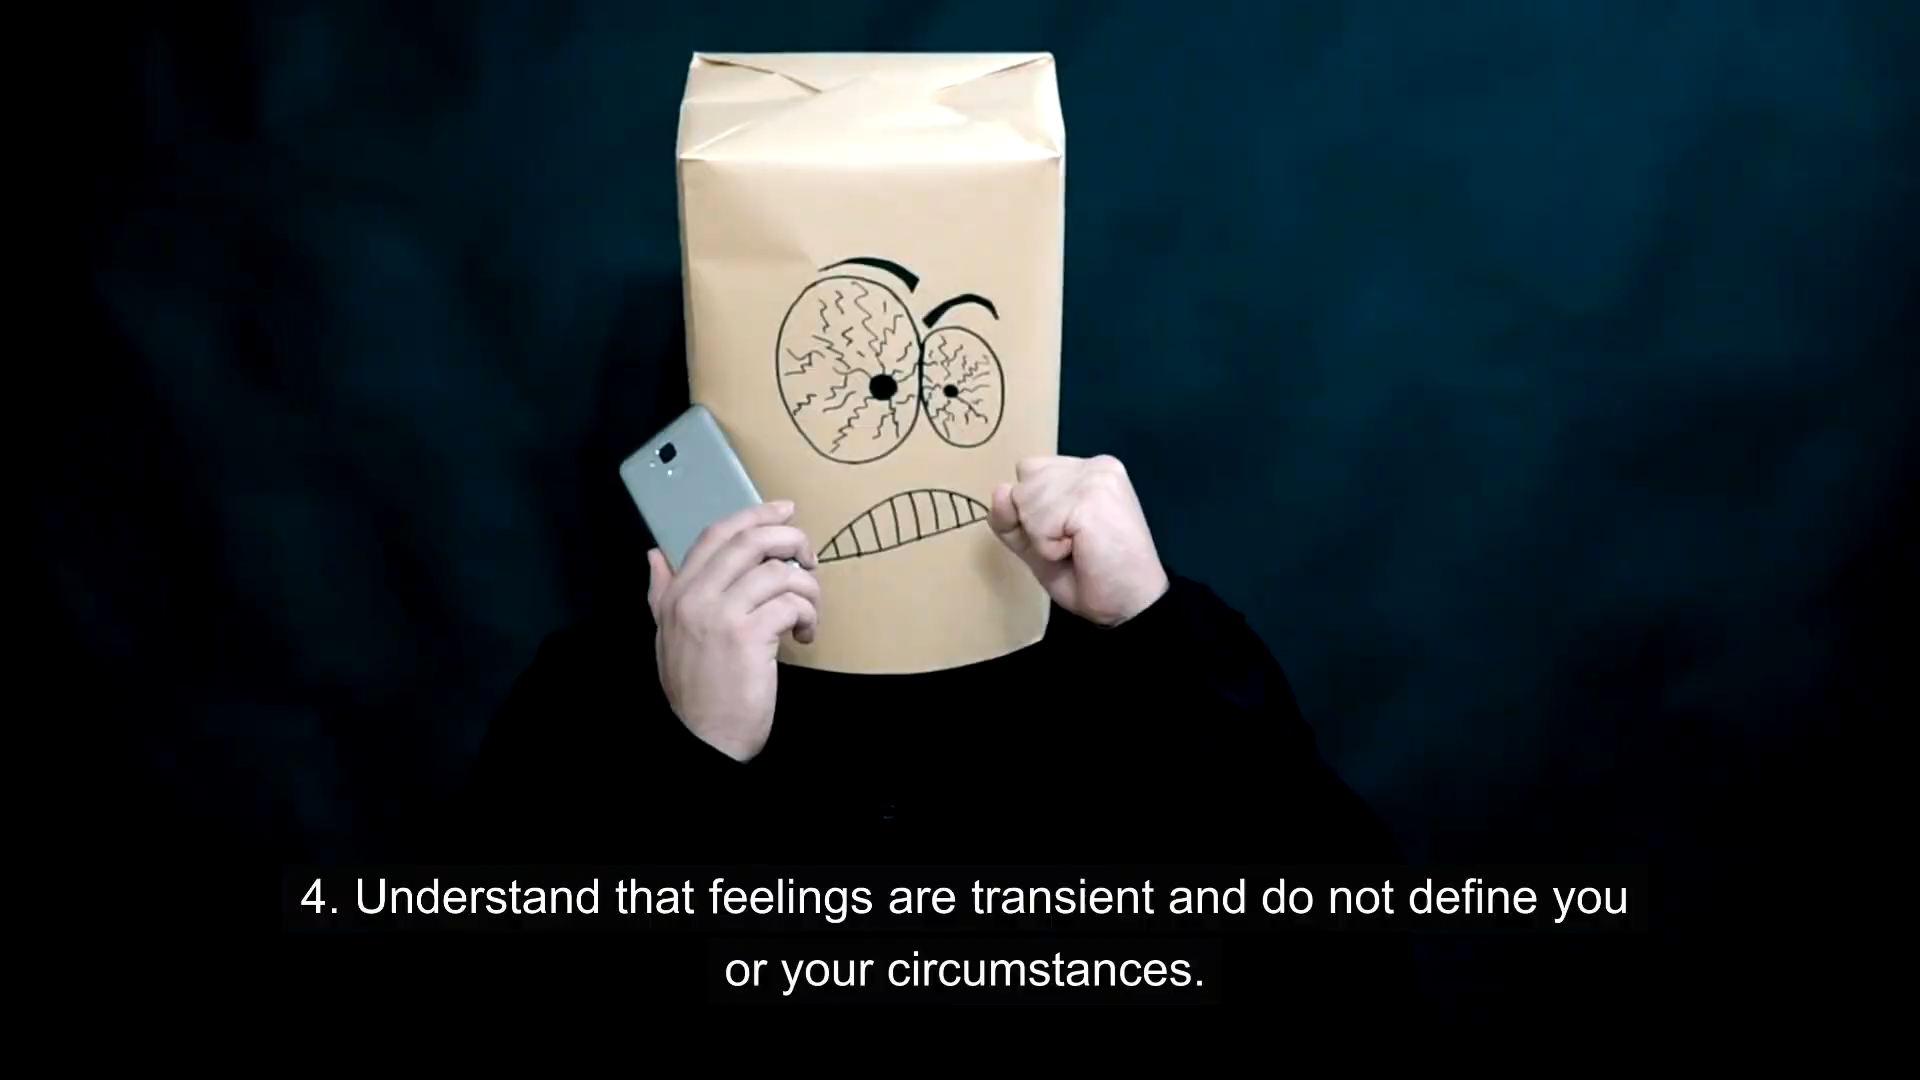 4. Understand that feelings are transient and do not define you
or your circumstances.